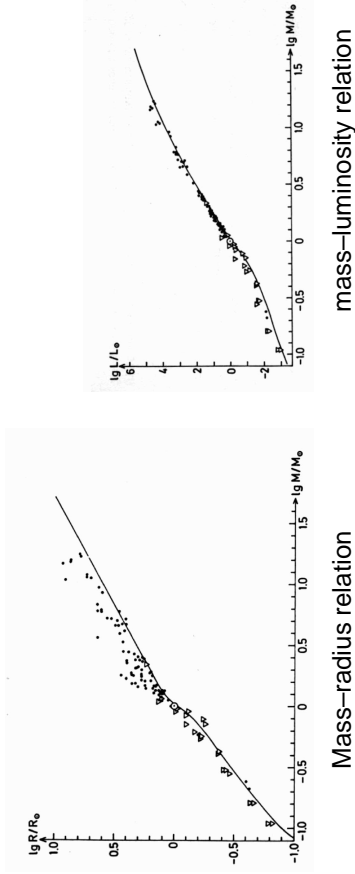 lg R/R⊙
1.0
0.5
0
−0.5
−1.0
−1.0 −0.5 0 0.5 1.0 1.5 lg M/M⊙
Mass–radius relation
lg L/L⊙
6
4
2
0
−2
−1.0 −0.5 0 0.5 1.0 1.5 lg M/M⊙
mass–luminosity relation